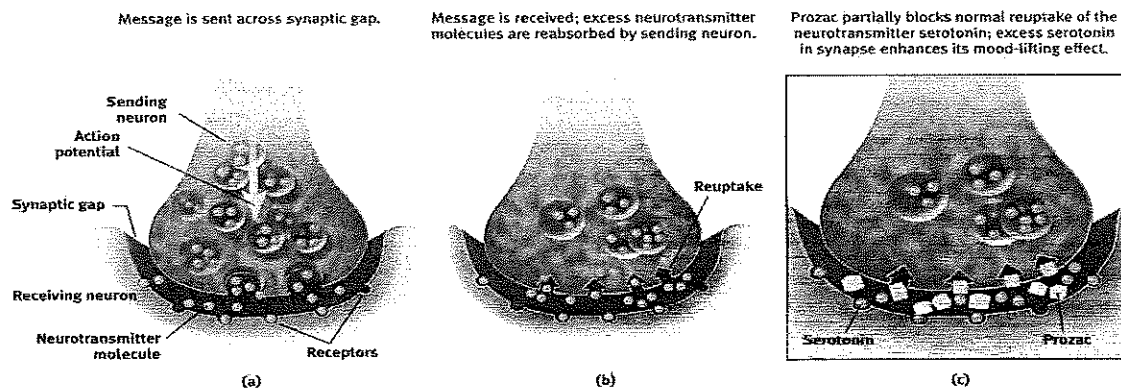 Message is sent across synaptic gap.
Message is received; excess neurotransmitter
molecules are reabsorbed by sending neuron.
Prozac partially blocks normal reuptake of the
neurotransmitter serotonin; excess serotonin
in synapse enhances its mood-lifting effect.
Sending
neuron
Action
potential
Synaptic gap
Receiving neuron
Neurotransmitter
molecule
Receptors
(a)
Reuptake
(b)
Serotonin
Prozac
(c)